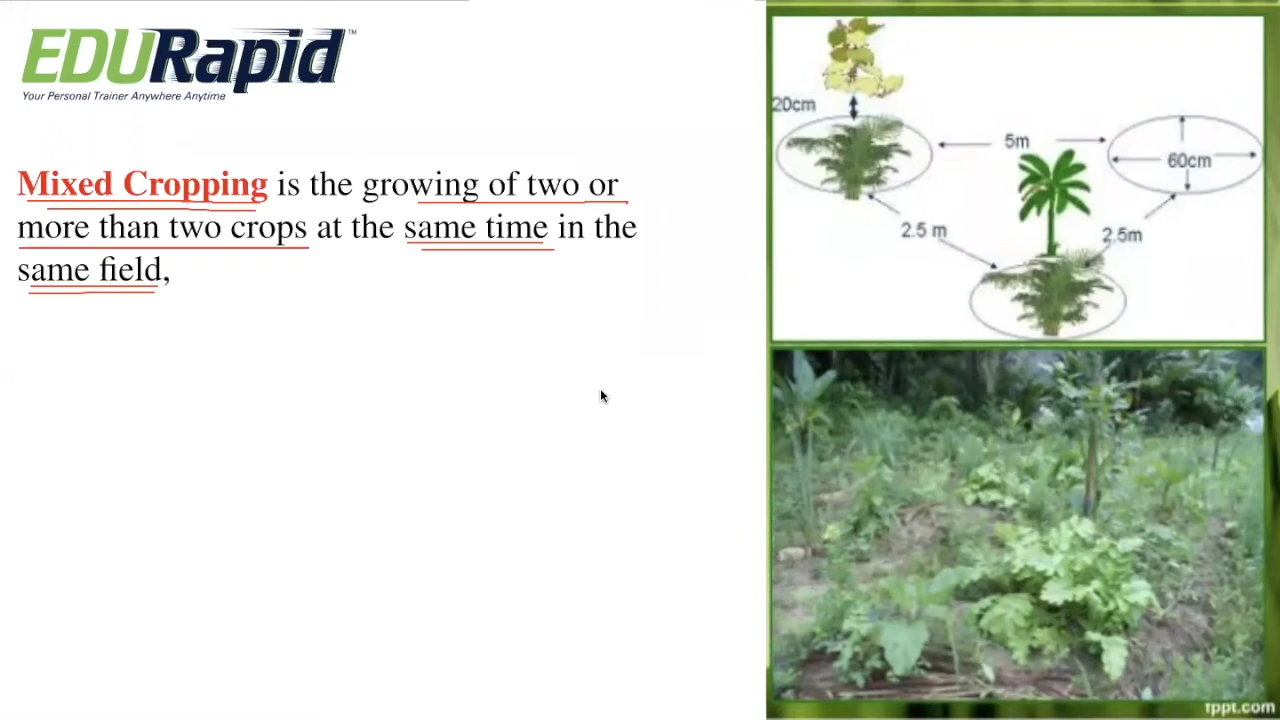 EDURapid™
Your Personal Trainer Anywhere Anytime
Mixed Cropping is the growing of two or
more than two crops at the same time in the
same field,
20cm
5m
60cm
2.5 m
2.5m
fppt.com